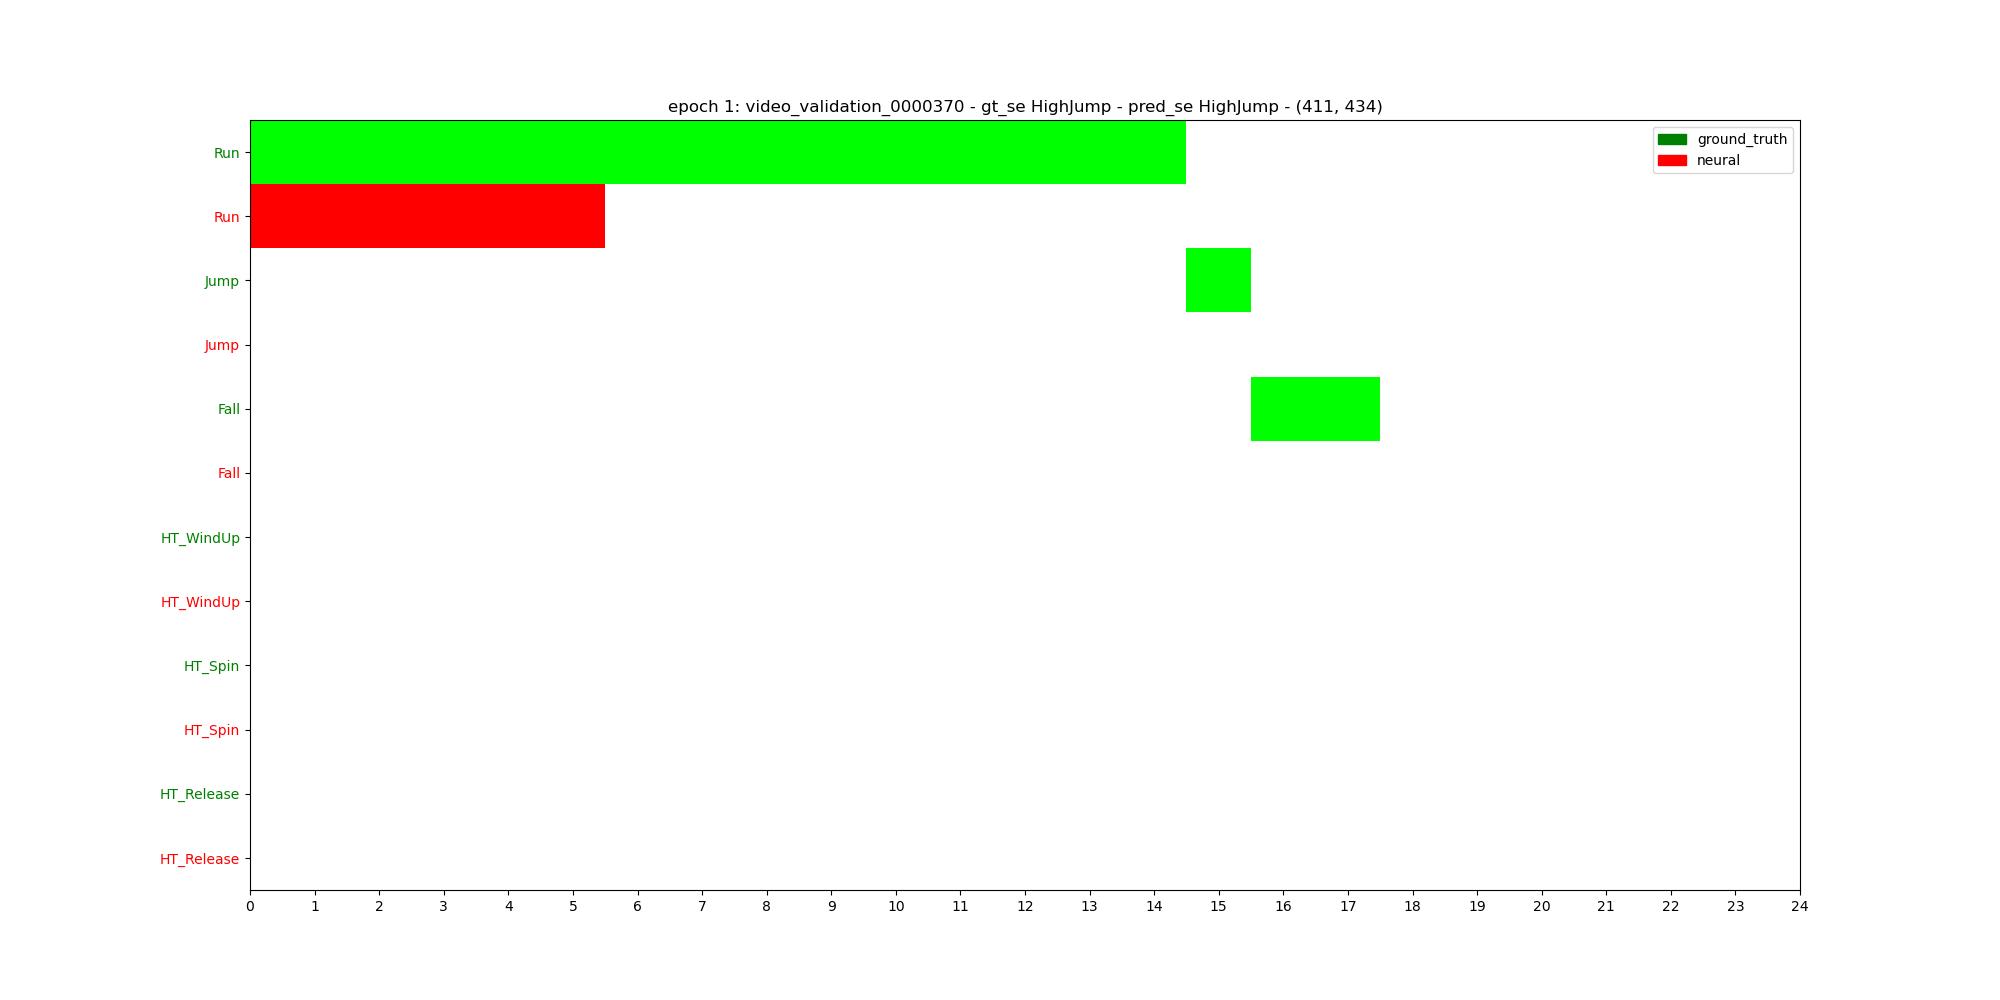 epoch 1: video_validation_0000370 - gt_se HighJump - pred_se HighJump - (411, 434)
ground_truth
neural
Run
Run
Jump
Jump
Fall
Fall
HT_WindUp
HT_WindUp
HT_Spin
HT_Spin
HT_Release
HT_Release
0 1 2 3 4 5 6 7 8 9 10 11 12 13 14 15 16 17 18 19 20 21 22 23 24